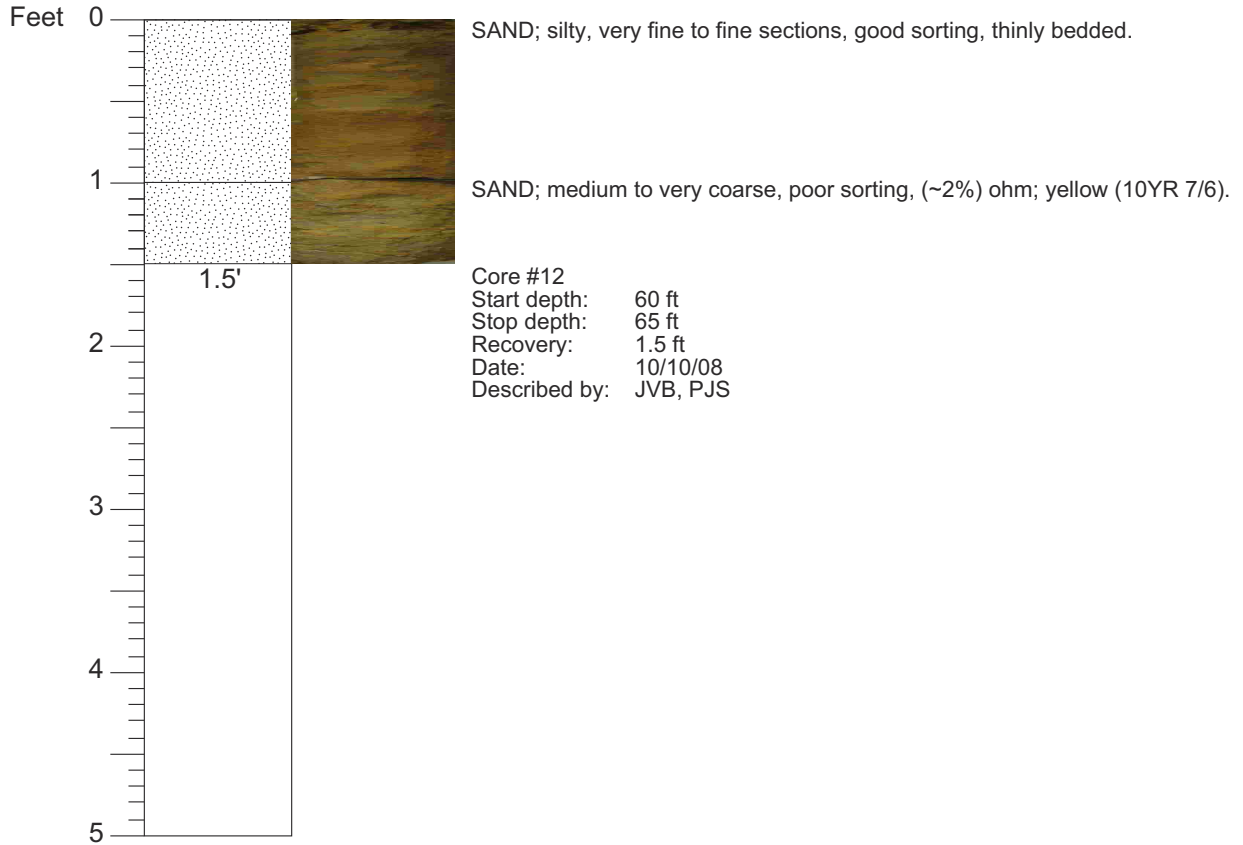 Feet 0
SAND; silty, very fine to fine sections, good sorting, thinly bedded.
1
SAND; medium to very coarse, poor sorting, (~2%) ohm; yellow (10YR 7/6).
1.5'
Core #12
Start depth: 60 ft
Stop depth: 65 ft
2
Recovery: 1.5 ft
Date: 10/10/08
Described by: JVB, PJS
3
4
5